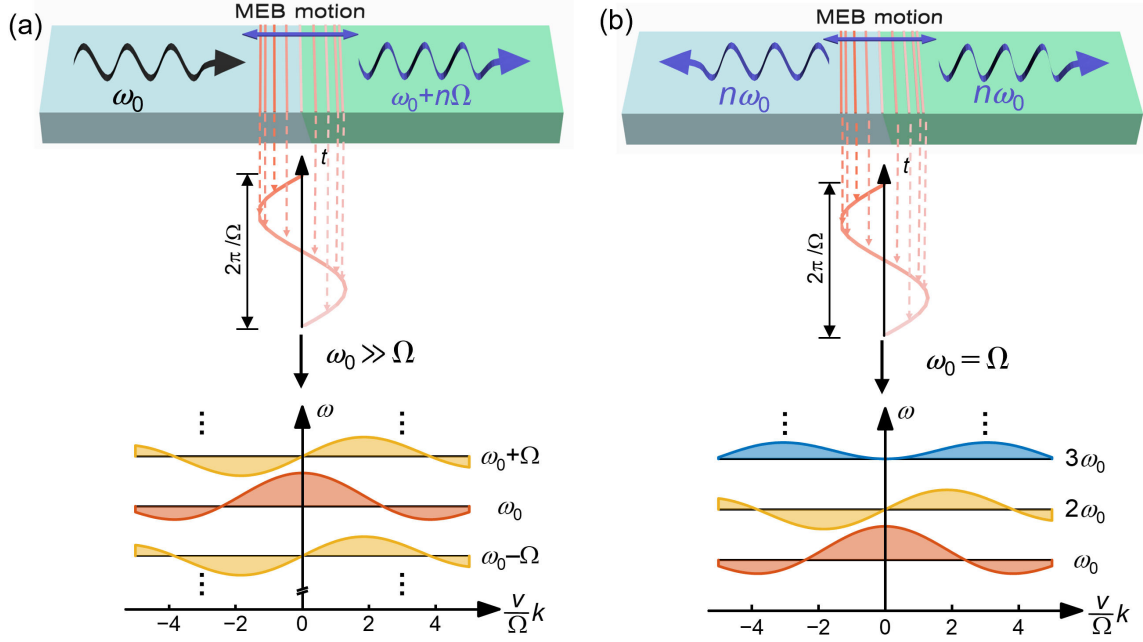 (a)
MEB motion
ω₀
ω₀+nΩ
t
2π/Ω
ω₀ ≫ Ω
ω
ω₀+Ω
ω₀
ω₀−Ω
−4 −2 0 2 4
v/Ω k
(b)
MEB motion
nω₀
nω₀
t
2π/Ω
ω₀ = Ω
ω
3ω₀
2ω₀
ω₀
−4 −2 0 2 4
v/Ω k